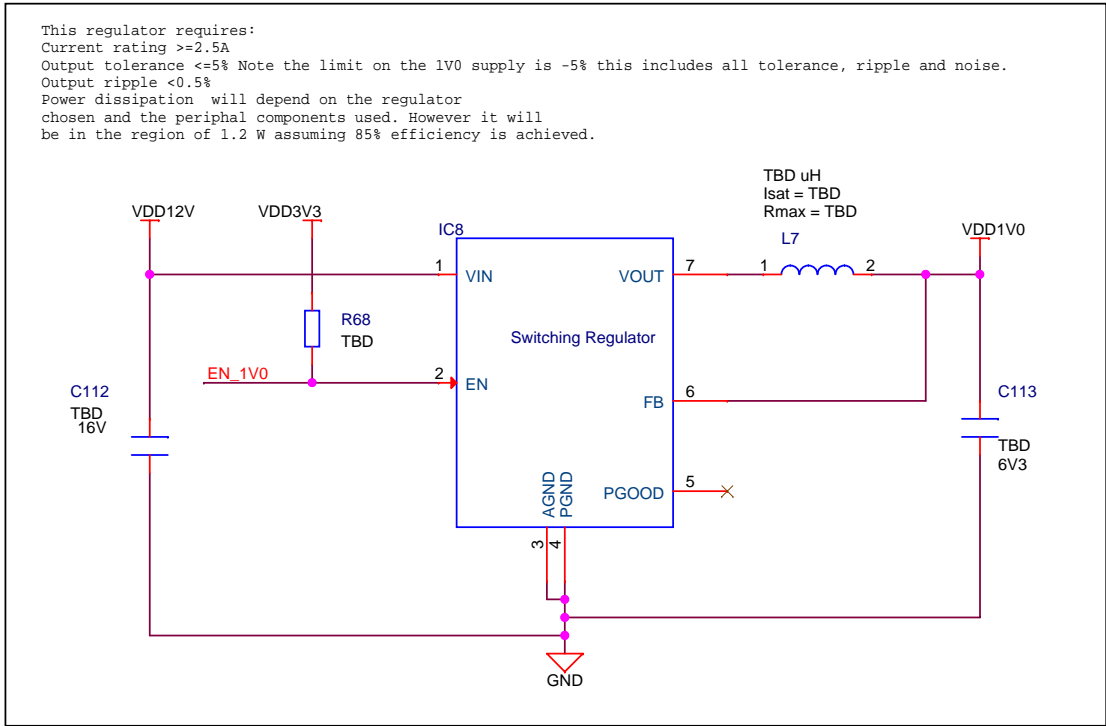 This regulator requires:
Current rating >=2.5A
Output tolerance <=5% Note the limit on the 1V0 supply is -5% this includes all tolerance, ripple and noise.
Output ripple <0.5%
Power dissipation  will depend on the regulator
chosen and the periphal components used. However it will
be in the region of 1.2 W assuming 85% efficiency is achieved.
TBD uH
Isat = TBD
Rmax = TBD
VDD12V
VDD3V3
IC8
L7
VDD1V0
1
VIN
VOUT
7
1
2
R68
TBD
Switching Regulator
EN_1V0
2
EN
C112
TBD
16V
FB
6
C113
TBD
6V3
PGOOD
5
AGND
PGND
3
4
GND